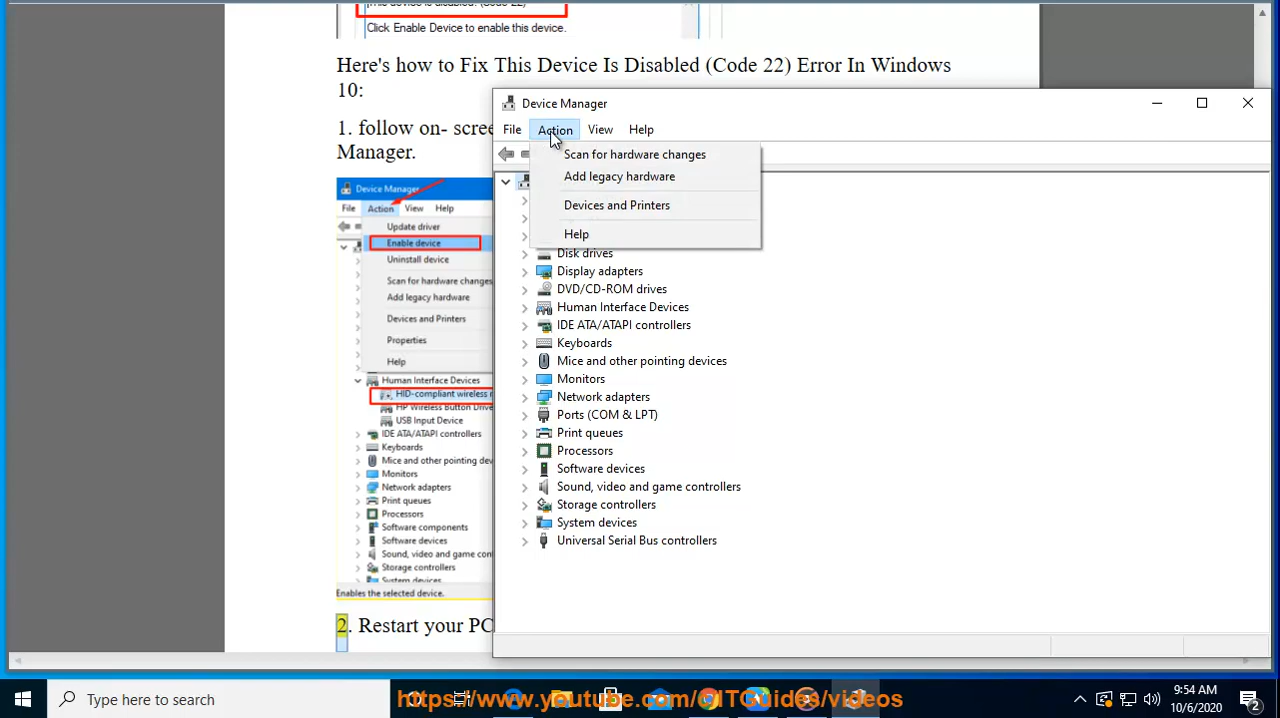 This device is disabled. (Code 22)
Click Enable Device to enable this device.
Here's how to Fix This Device Is Disabled (Code 22) Error In Windows
10:
1. follow on- scree
Manager.
Device Manager
File Action View Help
Update driver
Enable device
Uninstall device
Scan for hardware changes
Add legacy hardware
Devices and Printers
Properties
Help
Human Interface Devices
HID-compliant wireless r
HP Wireless Button Drive
USB Input Device
IDE ATA/ATAPI controllers
Keyboards
Mice and other pointing dev
Monitors
Network adapters
Print queues
Processors
Software components
Software devices
Sound, video and game cont
Storage controllers
System devices
Enables the selected device.
2. Restart your PC
Device Manager
File Action View Help
Scan for hardware changes
Add legacy hardware
Devices and Printers
Help
Disk drives
Display adapters
DVD/CD-ROM drives
Human Interface Devices
IDE ATA/ATAPI controllers
Keyboards
Mice and other pointing devices
Monitors
Network adapters
Ports (COM & LPT)
Print queues
Processors
Software devices
Sound, video and game controllers
Storage controllers
System devices
Universal Serial Bus controllers
Type here to search
https://www.youtube.com/@ITGuides/videos
9:54 AM
10/6/2020
2